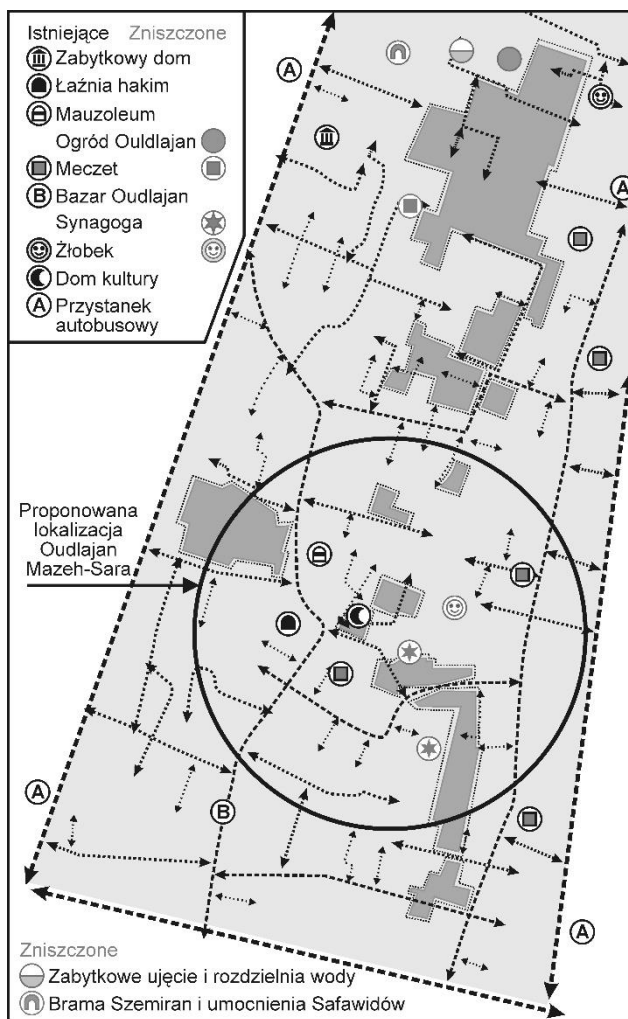 Istniejące Zniszczone
Zabytkowy dom
Łaźnia hakim
Mauzoleum
Ogród Ouldlajan
Meczet
B Bazar Oudlajan
Synagoga
Żłobek
Dom kultury
A Przystanek
autobusowy
A
A
Proponowana
lokalizacja
Oudlajan
Mazeh-Sara
A
B
A
Zniszczone
Zabytkowe ujęcie i rozdzielnia wody
Brama Szemiran i umocnienia Safawidów